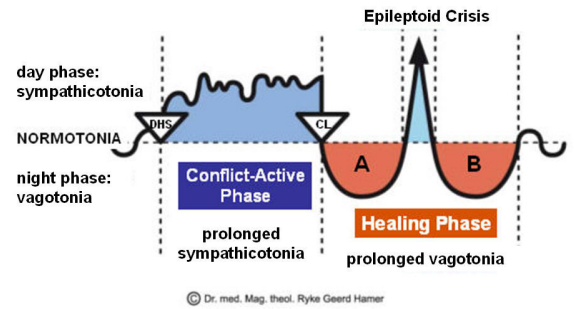 Epileptoid Crisis
day phase:
sympathicotonia
DHS
CL
NORMOTONIA
night phase:
vagotonia
Conflict-Active
Phase
A
B
Healing Phase
prolonged
sympathicotonia
prolonged vagotonia
© Dr. med. Mag. theol. Ryke Geerd Hamer